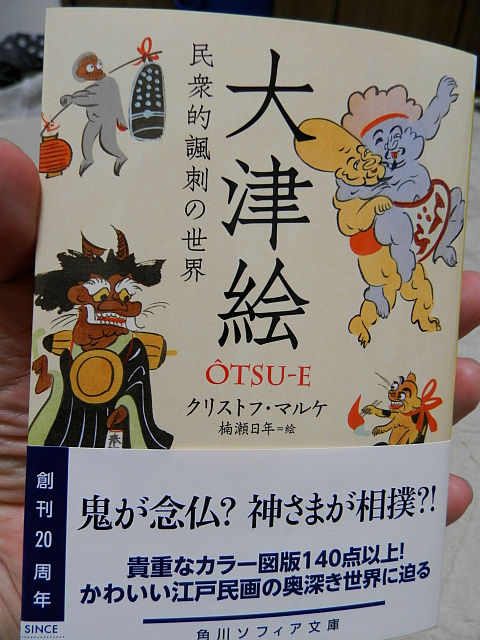 大津絵
民衆的諷刺の世界
ÔTSU-E
クリストフ・マルケ
楠瀬日年=絵
鬼が念仏? 神さまが相撲?!
貴重なカラー図版140点以上!
かわいい江戸民画の奥深き世界に迫る
角川ソフィア文庫
創刊20周年
SINCE